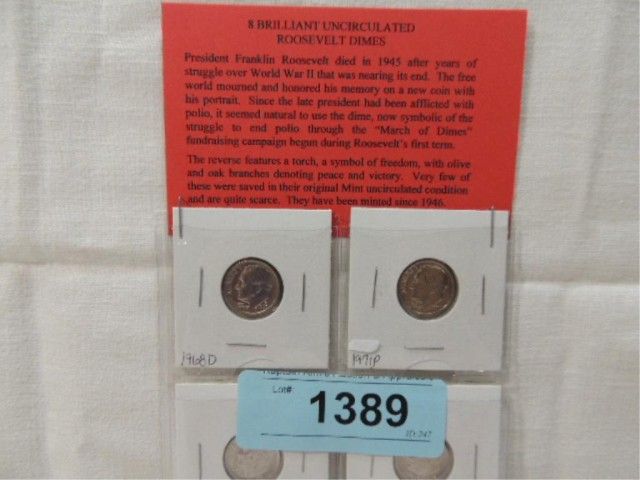 8 BRILLIANT UNCIRCULATED
ROOSEVELT DIMES
President Franklin Roosevelt died in 1945 after years of
struggle over World War II that was nearing its end. The free
world mourned and honored his memory on a new coin with
his portrait. Since the late president had been afflicted with
polio, it seemed natural to use the dime, now symbolic of the
struggle to end polio through the "March of Dimes"
fundraising campaign begun during Roosevelt's first term.
The reverse features a torch, a symbol of freedom, with olive
and oak branches denoting peace and victory. Very few of
these were saved in their original Mint uncirculated condition
and are quite scarce. They have been minted since 1946.
1968D
1971P
Lot#
1389